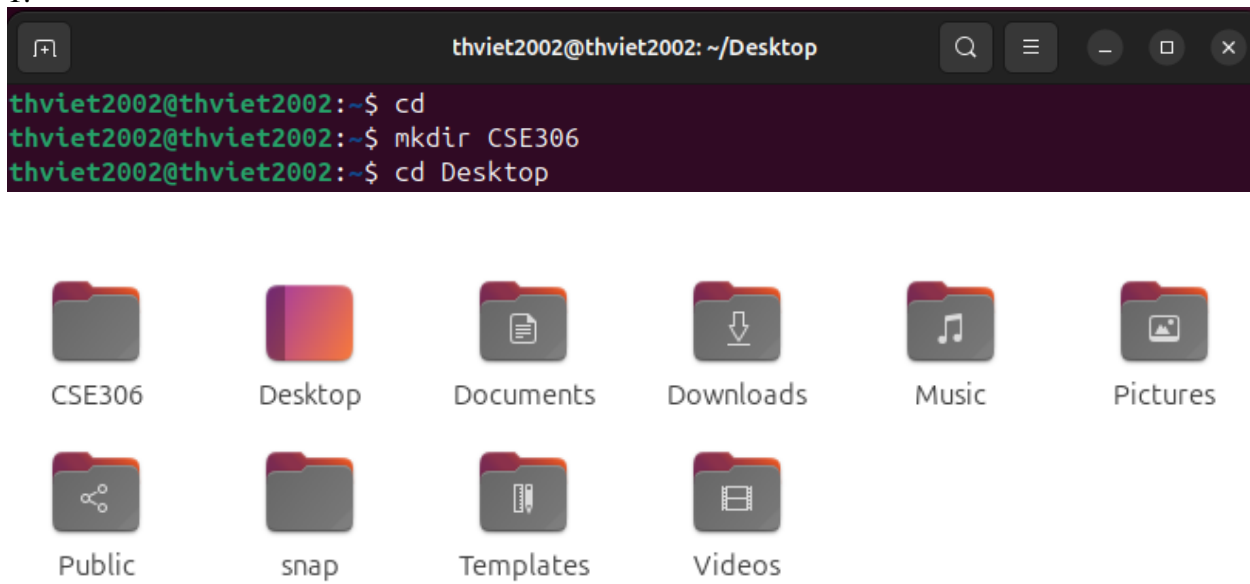 thviet2002@thviet2002: ~/Desktop
thviet2002@thviet2002:~$ cd
thviet2002@thviet2002:~$ mkdir CSE306
thviet2002@thviet2002:~$ cd Desktop
CSE306 Desktop Documents Downloads Music Pictures
Public snap Templates Videos